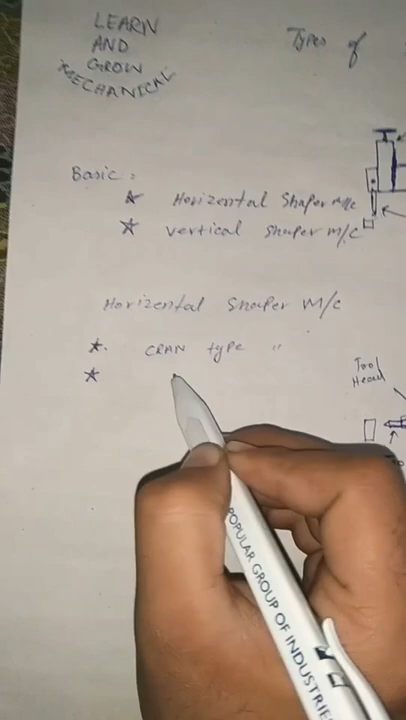 LEARN
AND
GROW
MECHANICAL
Types of
Basic :
★ Horizental Shaper M/c
★ vertical shaper m/c
Horizental Shaper M/c
★. CRAN type "
★
Tool
Head
POPULAR GROUP OF INDUSTRIE